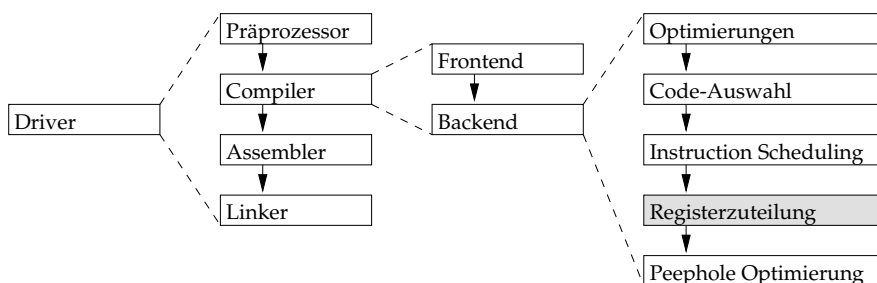 Driver
Präprozessor
Compiler
Assembler
Linker
Frontend
Backend
Optimierungen
Code-Auswahl
Instruction Scheduling
Registerzuteilung
Peephole Optimierung